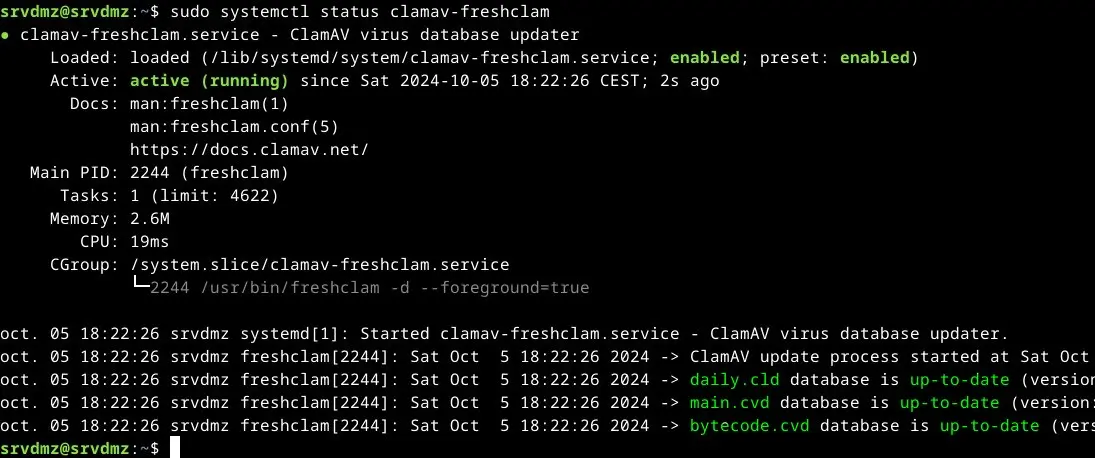 srvdmz@srvdmz:~$ sudo systemctl status clamav-freshclam
● clamav-freshclam.service - ClamAV virus database updater
Loaded: loaded (/lib/systemd/system/clamav-freshclam.service; enabled; preset: enabled)
Active: active (running) since Sat 2024-10-05 18:22:26 CEST; 2s ago
Docs: man:freshclam(1)
man:freshclam.conf(5)
https://docs.clamav.net/
Main PID: 2244 (freshclam)
Tasks: 1 (limit: 4622)
Memory: 2.6M
CPU: 19ms
CGroup: /system.slice/clamav-freshclam.service
└─2244 /usr/bin/freshclam -d --foreground=true
oct. 05 18:22:26 srvdmz systemd[1]: Started clamav-freshclam.service - ClamAV virus database updater.
oct. 05 18:22:26 srvdmz freshclam[2244]: Sat Oct  5 18:22:26 2024 -> ClamAV update process started at Sat Oct
oct. 05 18:22:26 srvdmz freshclam[2244]: Sat Oct  5 18:22:26 2024 -> daily.cld database is up-to-date (version
oct. 05 18:22:26 srvdmz freshclam[2244]: Sat Oct  5 18:22:26 2024 -> main.cvd database is up-to-date (version:
oct. 05 18:22:26 srvdmz freshclam[2244]: Sat Oct  5 18:22:26 2024 -> bytecode.cvd database is up-to-date (vers
srvdmz@srvdmz:~$